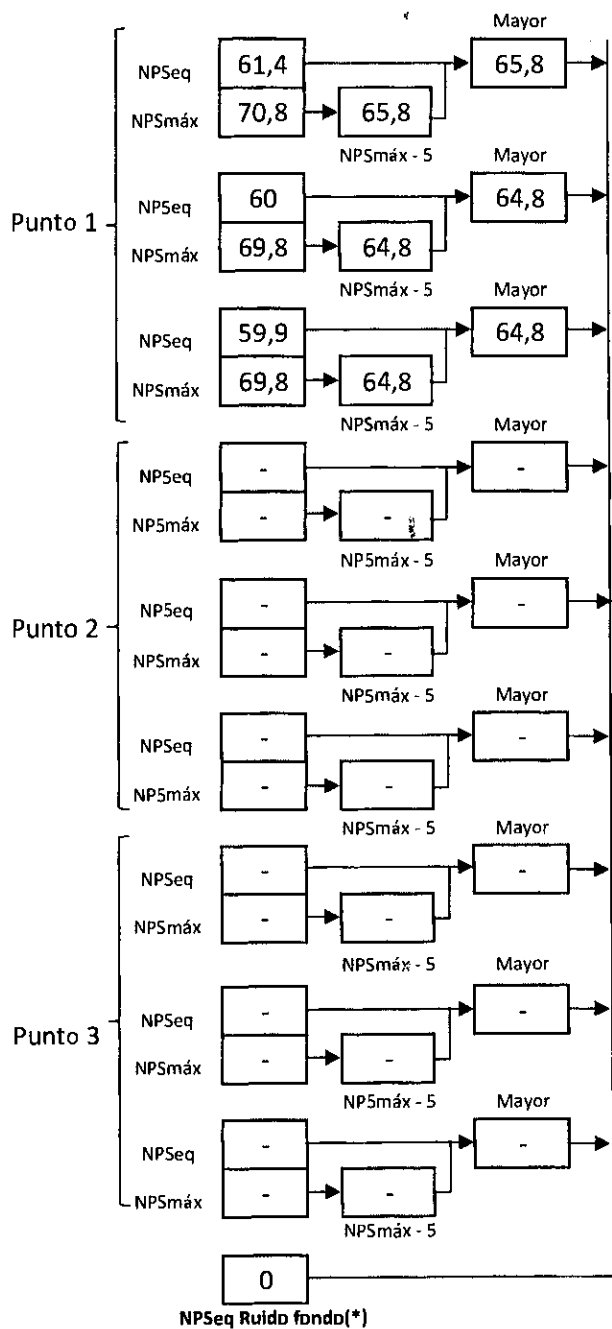 Mayor
NPSeq 61,4 65,8
NPSmáx 70,8 65,8
NPSmáx - 5
Mayor
NPSeq 60 64,8
Punto 1
NPSmáx 69,8 64,8
NPSmáx - 5
Mayor
NPSeq 59,9 64,8
NPSmáx 69,8 64,8
NPSmáx - 5
Mayor
NPSeq - -
NPSmáx - -
NPSmáx - 5
Mayor
NPSeq - -
Punto 2
NPSmáx - -
NPSmáx - 5
Mayor
NPSeq - -
NPSmáx - -
NPSmáx - 5
Mayor
NPSeq - -
NPSmáx - -
NPSmáx - 5
Mayor
NPSeq - -
Punto 3
NPSmáx - -
NPSmáx - 5
Mayor
NPSeq - -
NPSmáx - -
NPSmáx - 5
0
NPSeq Ruido fondo(*)